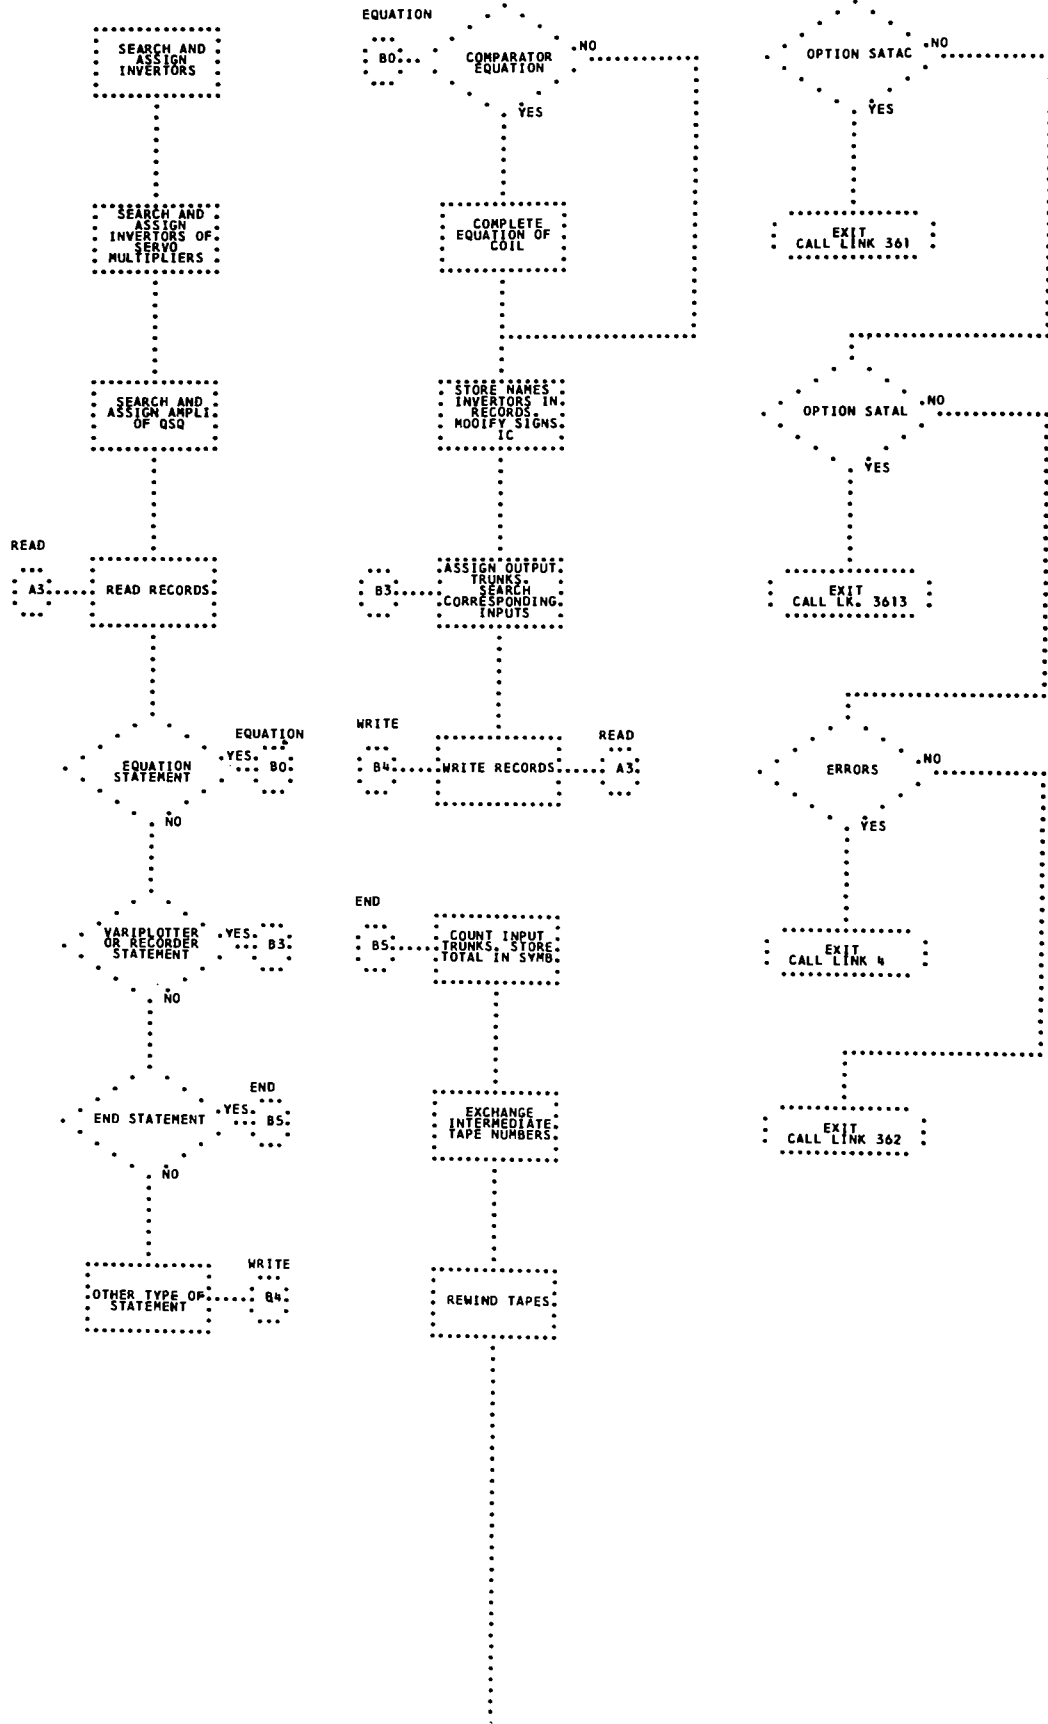 SEARCH AND
ASSIGN
INVERTORS
SEARCH AND
ASSIGN
INVERTORS OF
SERVO
MULTIPLIERS
SEARCH AND
ASSIGN AMPLI.
OF QSQ
READ
A3
READ RECORDS
EQUATION
STATEMENT
YES
EQUATION
B0
NO
VARIPLOTTER
OR RECORDER
STATEMENT
YES
B3
NO
END STATEMENT
YES
END
B5
NO
OTHER TYPE OF
STATEMENT
WRITE
B4
EQUATION
B0
COMPARATOR
EQUATION
NO
YES
COMPLETE
EQUATION OF
COIL
STORE NAMES
INVERTORS IN
RECORDS.
MODIFY SIGNS
IC
B3
ASSIGN OUTPUT
TRUNKS.
SEARCH
CORRESPONDING
INPUTS
WRITE
B4
WRITE RECORDS
READ
A3
END
B5
COUNT INPUT
TRUNKS. STORE
TOTAL IN SYMB.
EXCHANGE
INTERMEDIATE
TAPE NUMBERS
REWIND TAPES
OPTION SATAC
NO
YES
EXIT
CALL LINK 361
OPTION SATAL
NO
YES
EXIT
CALL LK. 3613
ERRORS
NO
YES
EXIT
CALL LINK 4
EXIT
CALL LINK 362